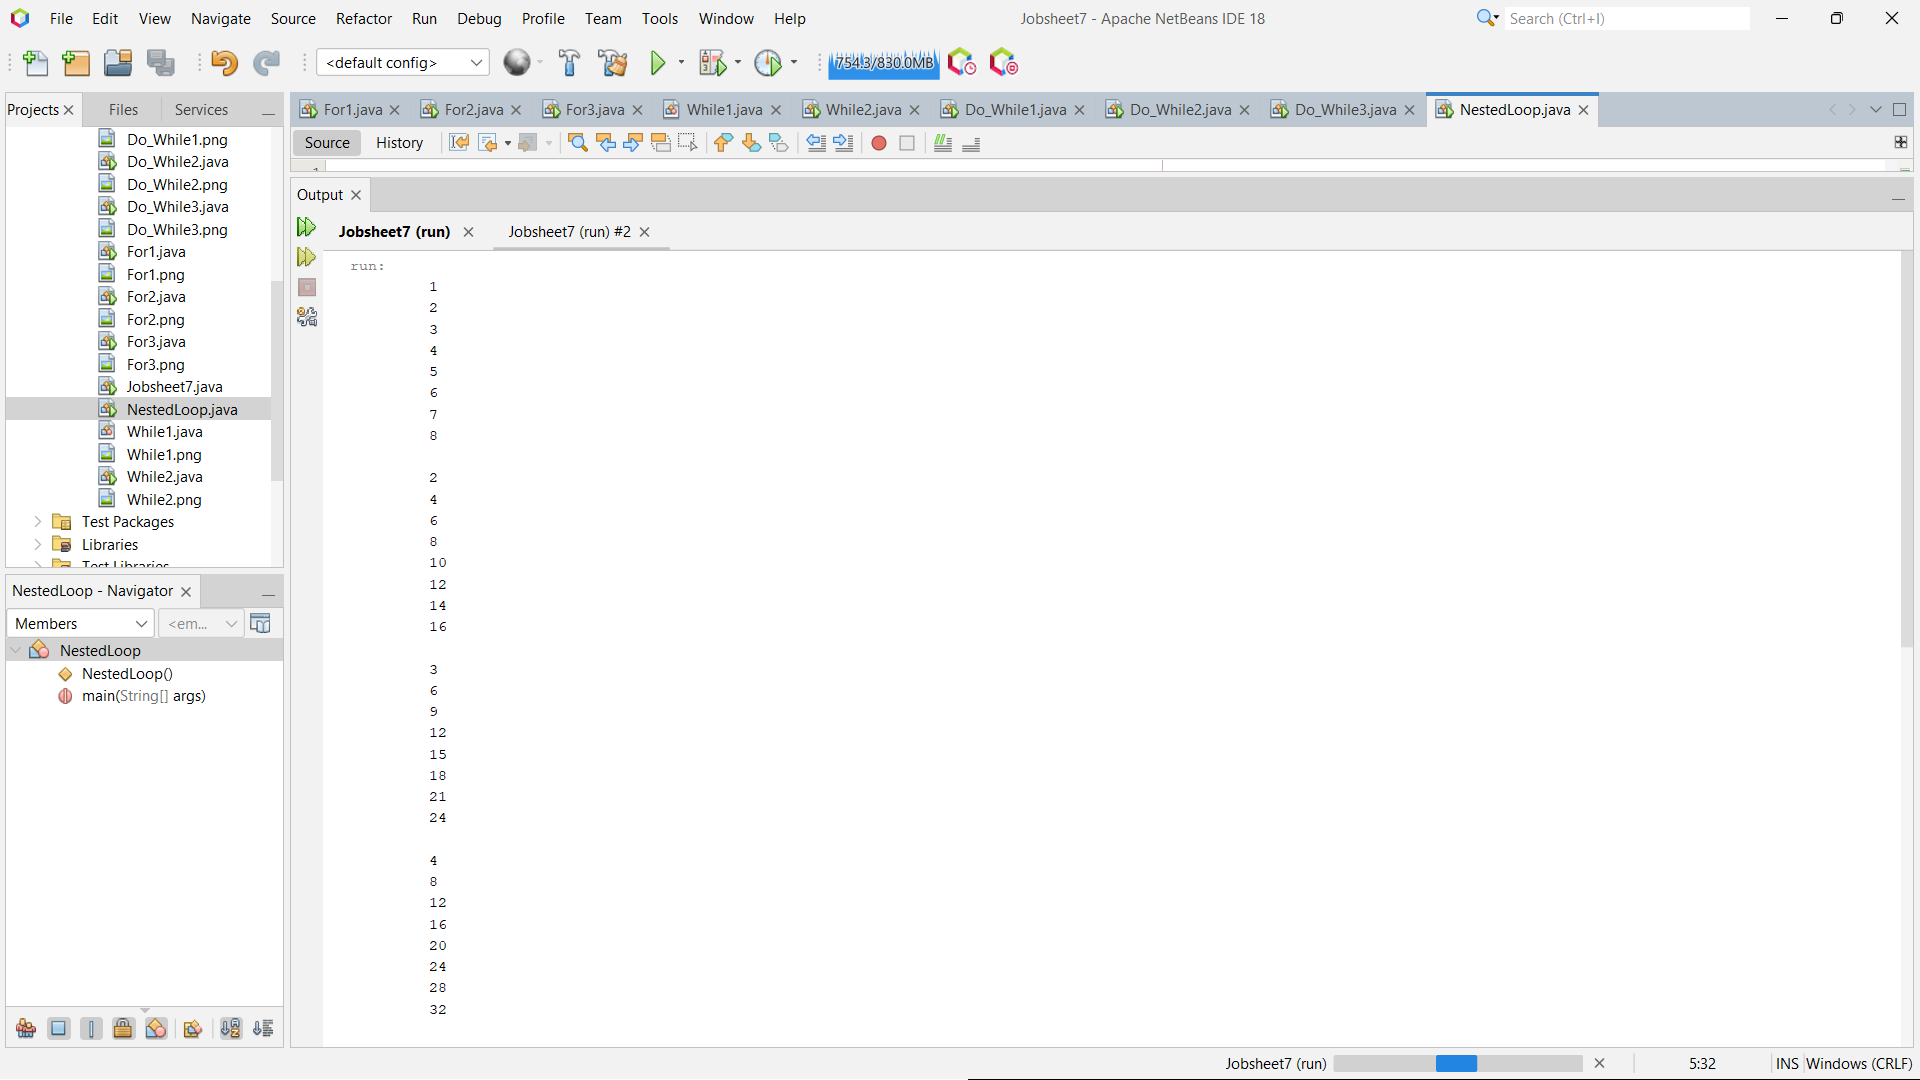 File Edit View Navigate Source Refactor Run Debug Profile Team Tools Window Help
Jobsheet7 - Apache NetBeans IDE 18
Search (Ctrl+I)
<default config>
754.3/830.0MB
Projects Files Services
For1.java For2.java For3.java While1.java While2.java Do_While1.java Do_While2.java Do_While3.java NestedLoop.java
Source History
Do_While1.png
Do_While2.java
Do_While2.png
Do_While3.java
Do_While3.png
For1.java
For1.png
For2.java
For2.png
For3.java
For3.png
Jobsheet7.java
NestedLoop.java
While1.java
While1.png
While2.java
While2.png
Test Packages
Libraries
Test Libraries
NestedLoop - Navigator
Members
<em...
NestedLoop
NestedLoop()
main(String[] args)
Output
Jobsheet7 (run) Jobsheet7 (run) #2
run:
1
2
3
4
5
6
7
8
2
4
6
8
10
12
14
16
3
6
9
12
15
18
21
24
4
8
12
16
20
24
28
32
Jobsheet7 (run)
5:32
INS Windows (CRLF)